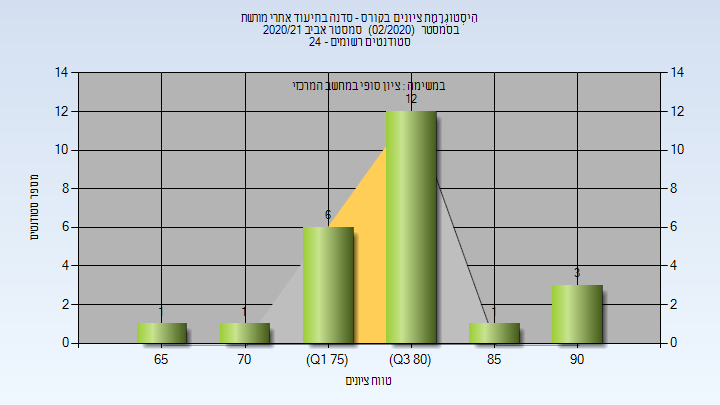 היסטוגרמת ציונים בקורס - סדנה בתיעוד אתרי מורשת
בסמסטר (02/2020) סמסטר אביב 2020/21
סטודנטים רשומים - 24
במשימה : ציון סופי במחשב המרכזי
מספר סטודנטים
14 14
12 12
10 10
8 8
6 6
4 4
2 2
0 0
1 1 6 12 1 3
65 70 (Q1 75) (Q3 80) 85 90
טווח ציונים